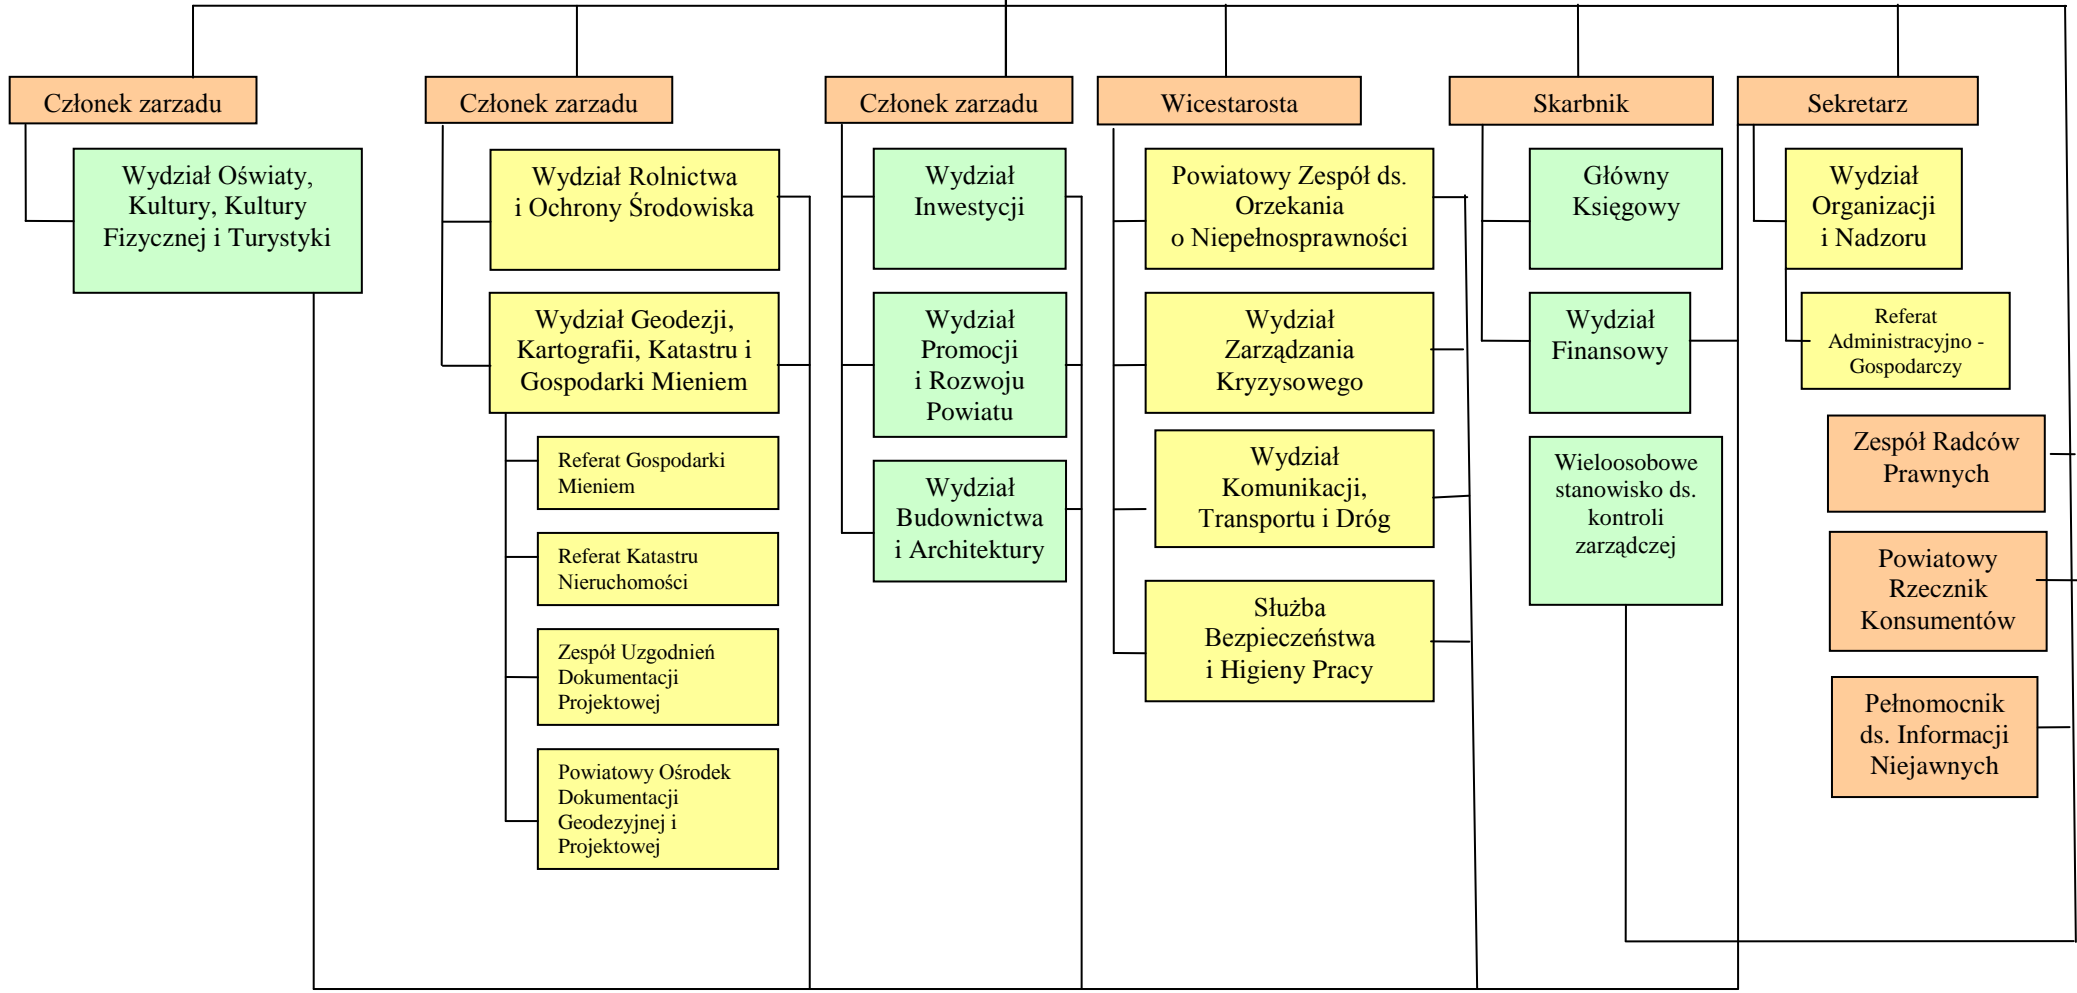 Członek zarzadu
Wydział Oświaty,
Kultury, Kultury
Fizycznej i Turystyki
Członek zarzadu
Wydział Rolnictwa
i Ochrony Środowiska
Wydział Geodezji,
Kartografii, Katastru i
Gospodarki Mieniem
Referat Gospodarki
Mieniem
Referat Katastru
Nieruchomości
Zespół Uzgodnień
Dokumentacji
Projektowej
Powiatowy Ośrodek
Dokumentacji
Geodezyjnej i
Projektowej
Członek zarzadu
Wydział
Inwestycji
Wydział
Promocji
i Rozwoju
Powiatu
Wydział
Budownictwa
i Architektury
Wicestarosta
Powiatowy Zespół ds.
Orzekania
o Niepełnosprawności
Wydział
Zarządzania
Kryzysowego
Wydział
Komunikacji,
Transportu i Dróg
Służba
Bezpieczeństwa
i Higieny Pracy
Skarbnik
Główny
Księgowy
Wydział
Finansowy
Wieloosobowe
stanowisko ds.
kontroli
zarządczej
Sekretarz
Wydział
Organizacji
i Nadzoru
Referat
Administracyjno -
Gospodarczy
Zespół Radców
Prawnych
Powiatowy
Rzecznik
Konsumentów
Pełnomocnik
ds. Informacji
Niejawnych